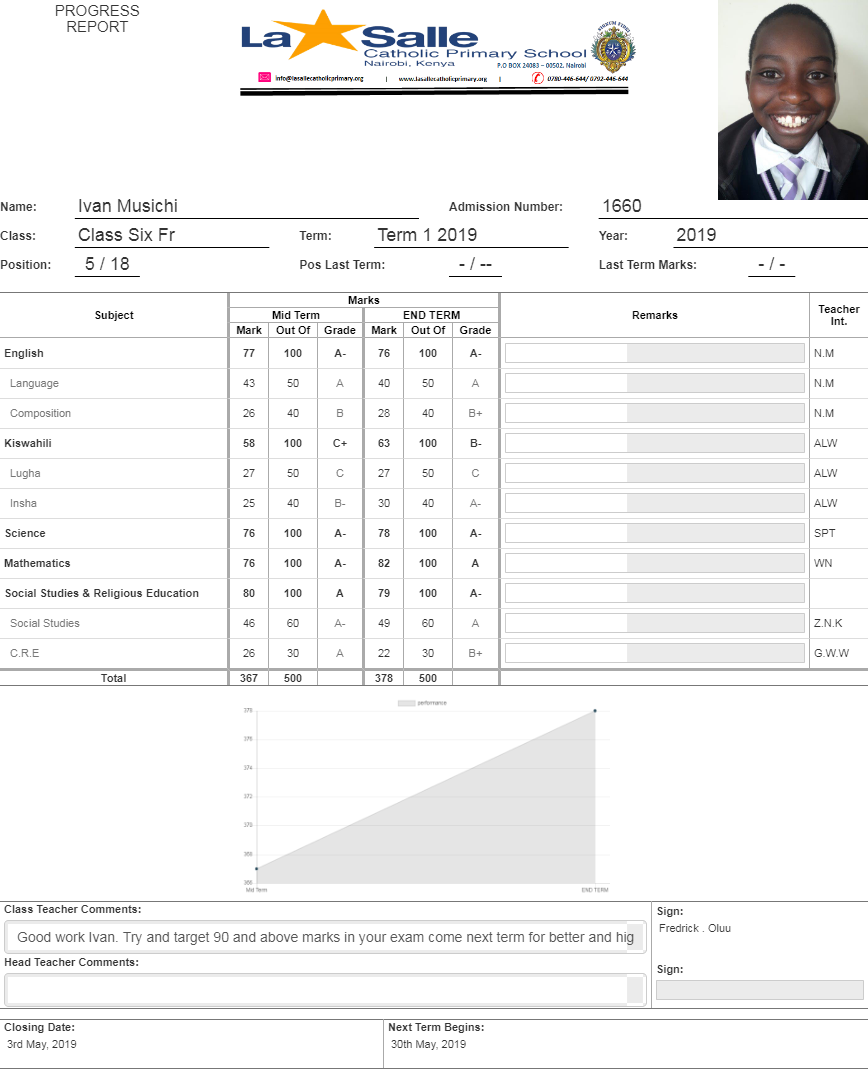 PROGRESS
REPORT
La Salle
Catholic Primary School
Nairobi, Kenya
P.O BOX 24083 – 00502, Nairobi
info@lasallecatholicprimary.org | www.lasallecatholicprimary.org | 0780-446-644/ 0792-446-644
Name: Ivan Musichi Admission Number: 1660
Class: Class Six Fr Term: Term 1 2019 Year: 2019
Position: 5 / 18 Pos Last Term: - / -- Last Term Marks: - / -
Subject Marks Remarks Teacher Int.
Mid Term END TERM
Mark Out Of Grade Mark Out Of Grade
English 77 100 A- 76 100 A- N.M
Language 43 50 A 40 50 A N.M
Composition 26 40 B 28 40 B+ N.M
Kiswahili 58 100 C+ 63 100 B- ALW
Lugha 27 50 C 27 50 C ALW
Insha 25 40 B- 30 40 A- ALW
Science 76 100 A- 78 100 A- SPT
Mathematics 76 100 A- 82 100 A WN
Social Studies & Religious Education 80 100 A 79 100 A-
Social Studies 46 60 A- 49 60 A Z.N.K
C.R.E 26 30 A 22 30 B+ G.W.W
Total 367 500 378 500
performance
378
376
374
372
370
368
366
Mid Term END TERM
Class Teacher Comments: Sign:
Good work Ivan. Try and target 90 and above marks in your exam come next term for better and hig
Fredrick . Oluu
Head Teacher Comments:
Sign:
Closing Date: Next Term Begins:
3rd May, 2019 30th May, 2019